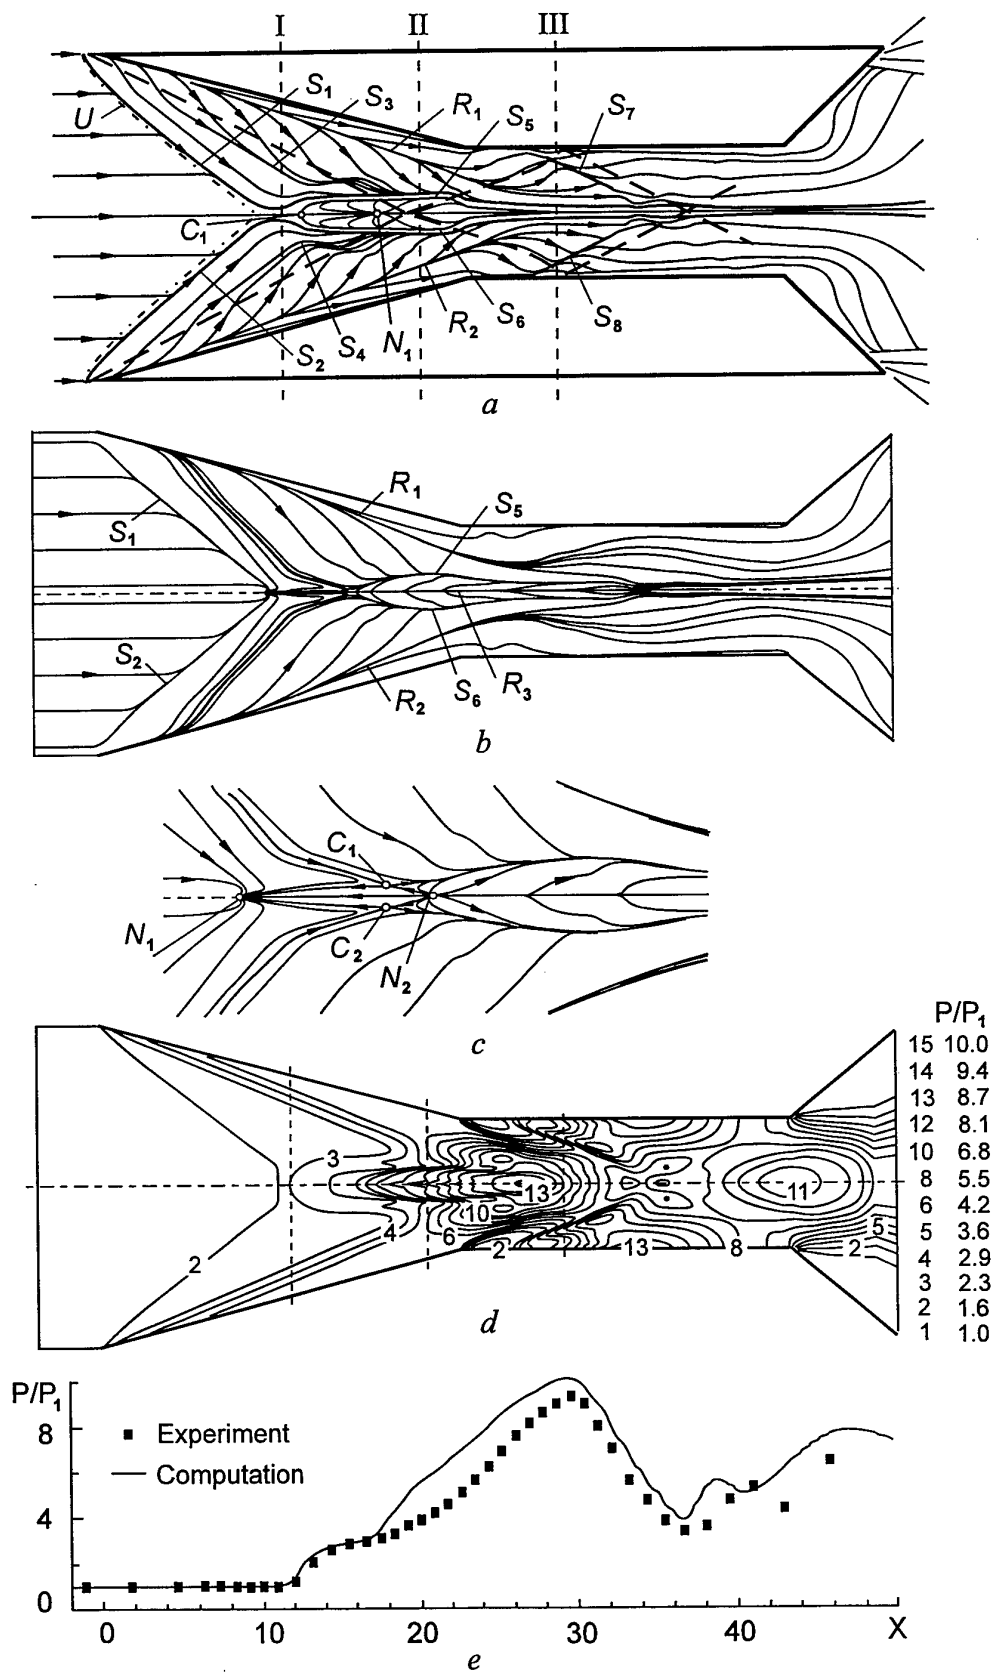 I II III
U S₁ S₃ R₁ S₅ S₇
C₁
S₂ S₄ N₁ R₂ S₆ S₈
a
R₁ S₅
S₁
S₂
R₂ S₆ R₃
b
C₁
N₁
C₂
N₂
c
P/P₁
15 10.0
14 9.4
13 8.7
12 8.1
10 6.8
8 5.5
6 4.2
5 3.6
4 2.9
3 2.3
2 1.6
1 1.0
3
13 11
10
2 4 6 2 13 8 2 5
d
P/P₁
8
4
0
■ Experiment
— Computation
0 10 20 30 40 X
e